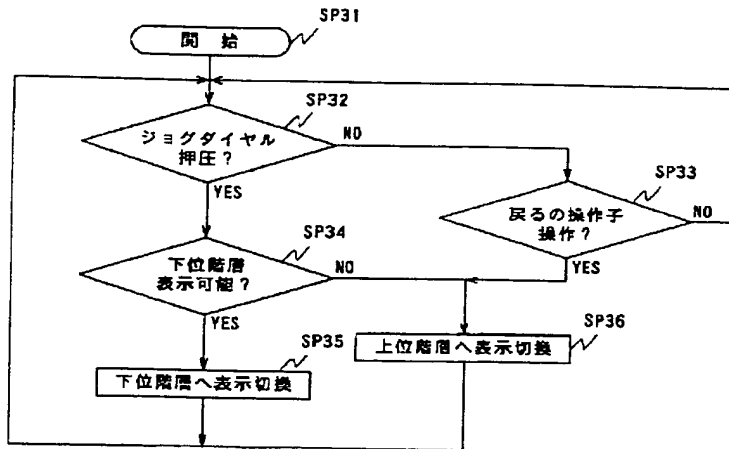 SP31
開 始
SP32
ジョグダイヤル
押圧?
NO
YES
SP33
戻るの操作子
操作?
NO
YES
SP34
下位階層
表示可能?
NO
YES
SP35
下位階層へ表示切換
SP36
上位階層へ表示切換